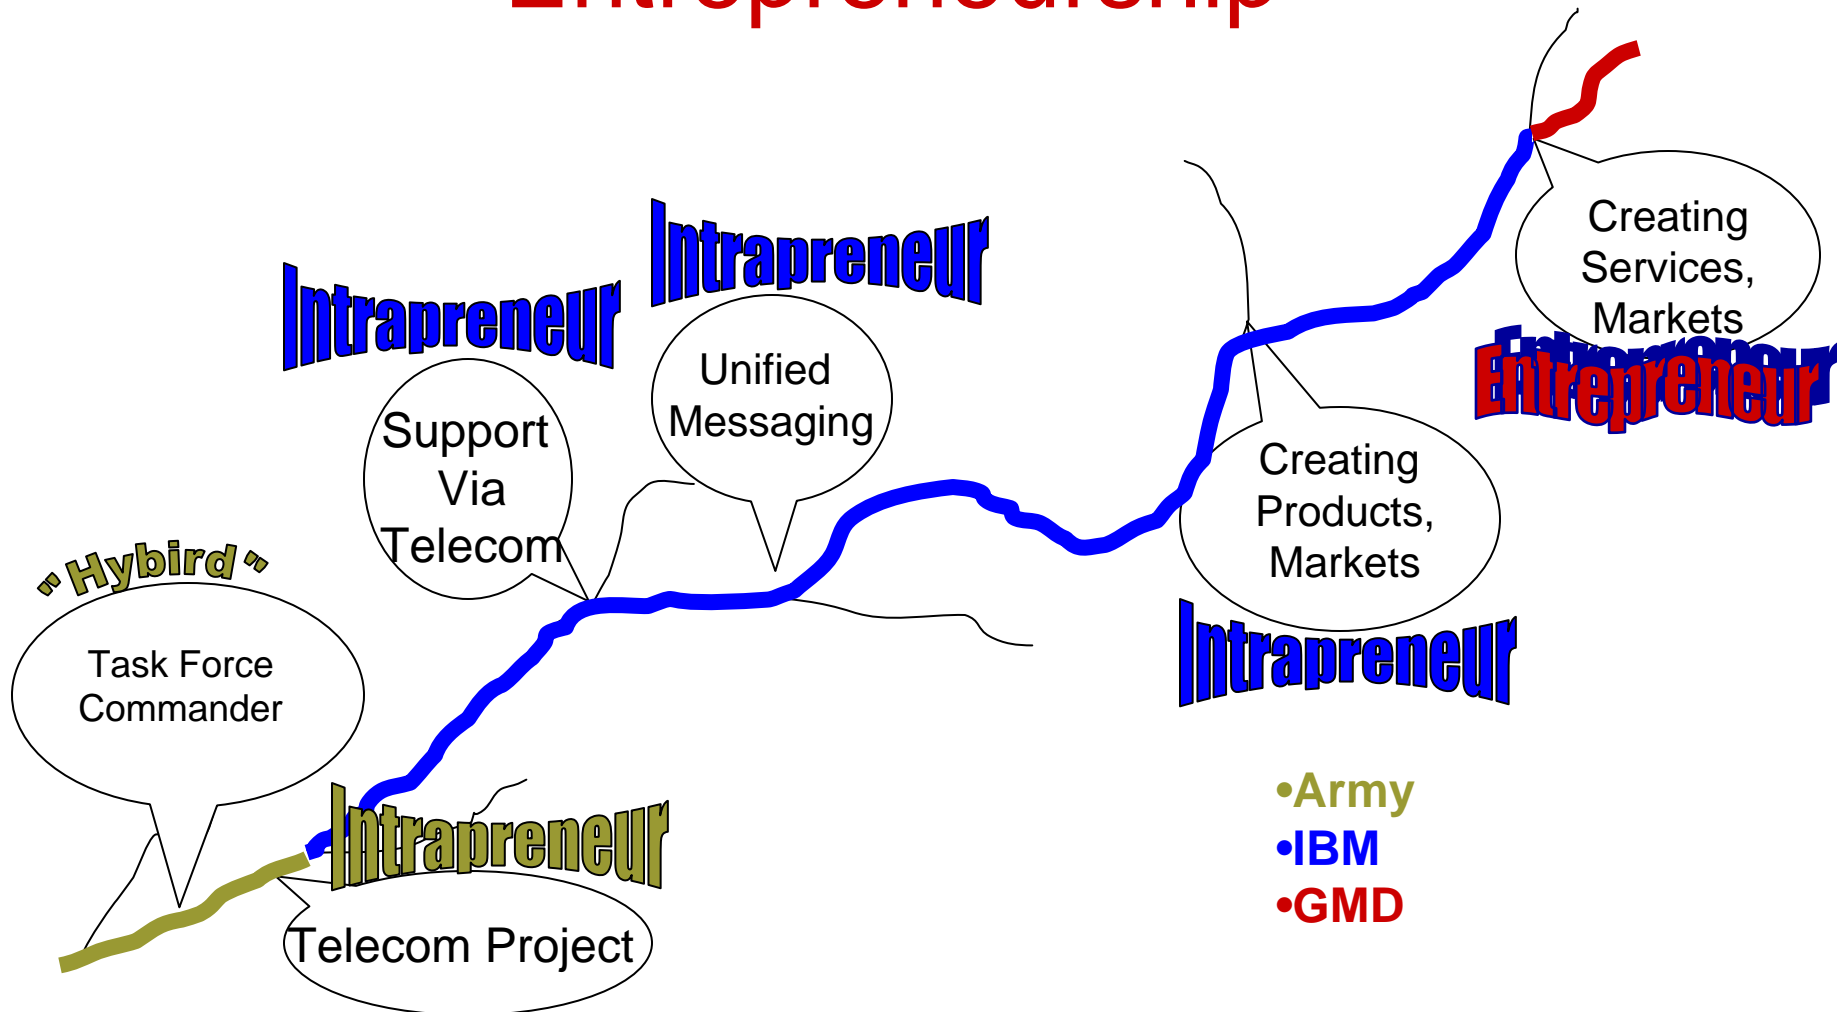 Entrepreneurship
Intrapreneur
Intrapreneur
Creating
Services,
Markets
Entrepreneur
Unified
Messaging
Support
Via
Telecom
Creating
Products,
Markets
Intrapreneur
"Hybird"
Task Force
Commander
Intrapreneur
Telecom Project
•Army
•IBM
•GMD